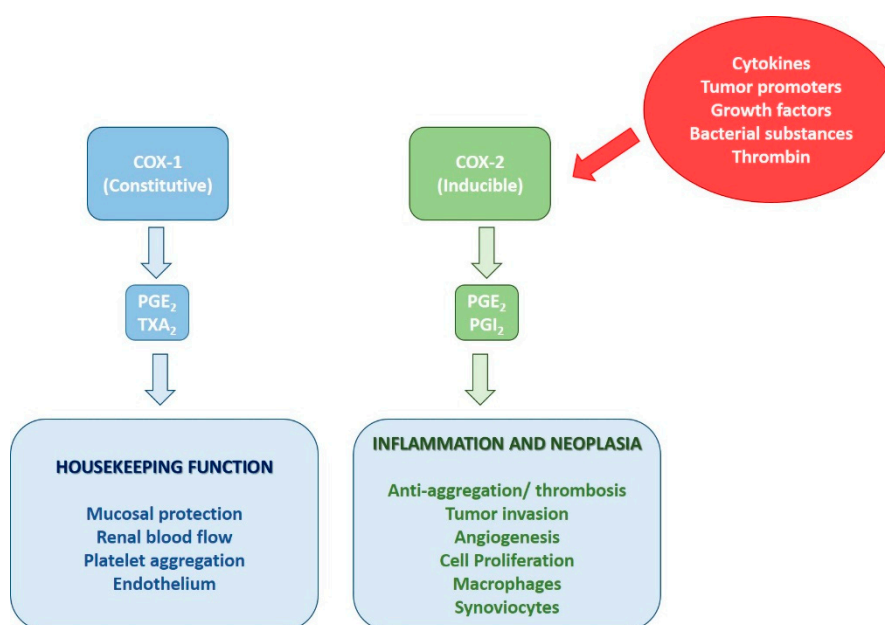 Cytokines
Tumor promoters
Growth factors
Bacterial substances
Thrombin
COX-1
(Constitutive)
COX-2
(Inducible)
PGE₂
TXA₂
PGE₂
PGI₂
HOUSEKEEPING FUNCTION
Mucosal protection
Renal blood flow
Platelet aggregation
Endothelium
INFLAMMATION AND NEOPLASIA
Anti-aggregation/ thrombosis
Tumor invasion
Angiogenesis
Cell Proliferation
Macrophages
Synoviocytes